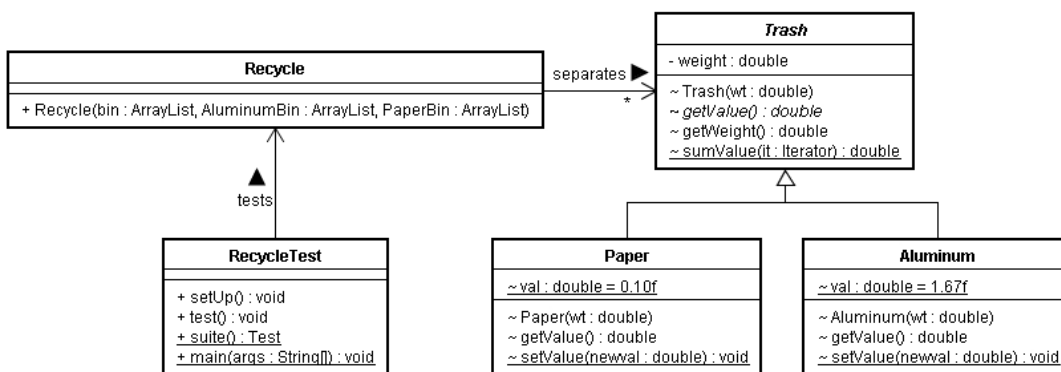 Trash
- weight : double
~ Trash(wt : double)
~ getValue() : double
~ getWeight() : double
~ sumValue(it : Iterator) : double
Recycle
+ Recycle(bin : ArrayList, AluminumBin : ArrayList, PaperBin : ArrayList)
separates
*
tests
RecycleTest
+ setUp() : void
+ test() : void
+ suite() : Test
+ main(args : String[]) : void
Paper
~ val : double = 0.10f
~ Paper(wt : double)
~ getValue() : double
~ setValue(newval : double) : void
Aluminum
~ val : double = 1.67f
~ Aluminum(wt : double)
~ getValue() : double
~ setValue(newval : double) : void